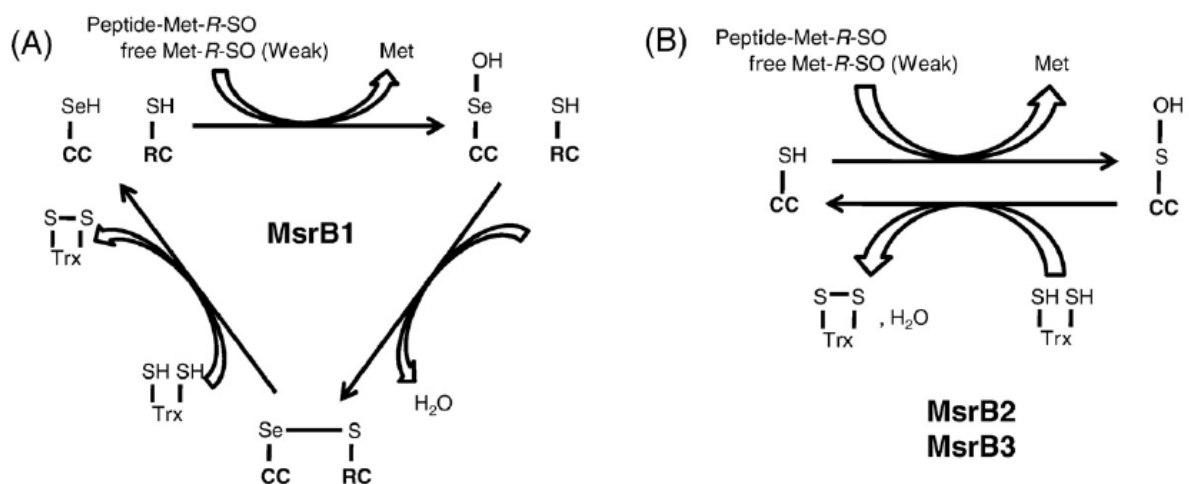 (A)
Peptide-Met-R-SO
free Met-R-SO (Weak)
Met
OH
SeH
SH
Se
SH
CC
RC
CC
RC
S S
Trx
MsrB1
SH SH
Trx
H₂O
Se
S
CC
RC
(B)
Peptide-Met-R-SO
free Met-R-SO (Weak)
Met
OH
SH
S
CC
CC
S S
Trx
, H₂O
SH SH
Trx
MsrB2
MsrB3